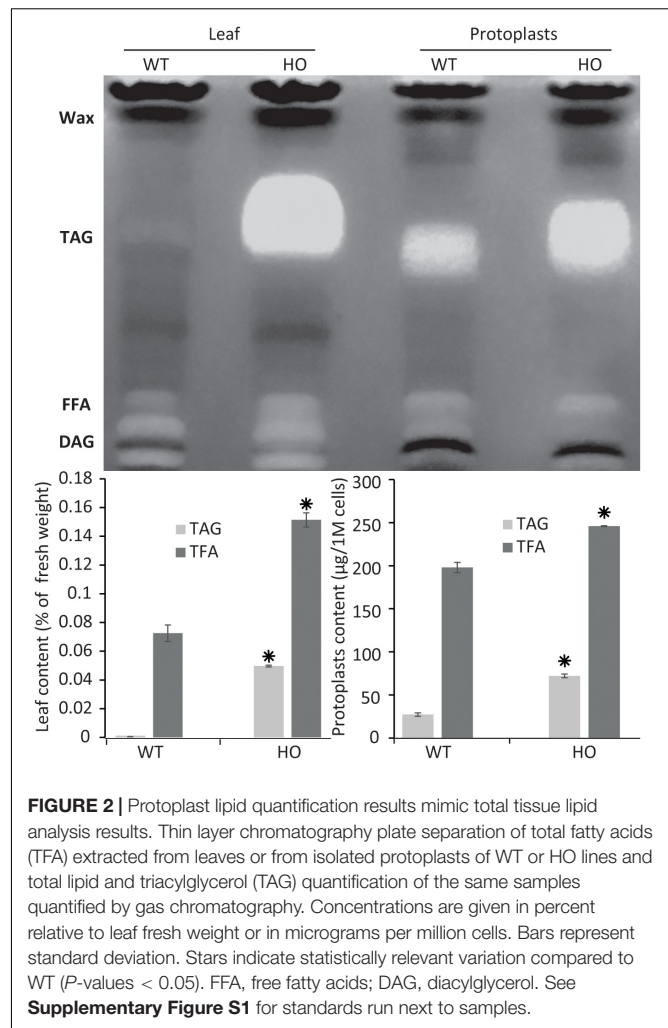 Leaf Protoplasts
WT HO WT HO
Wax
TAG
FFA
DAG
Leaf content (% of fresh weight)
0.18
0.16
0.14
0.12
0.1
0.08
0.06
0.04
0.02
0
TAG
TFA
*
*
WT HO
Protoplasts content (µg/1M cells)
300
250
200
150
100
50
0
TAG
TFA
*
*
WT HO
FIGURE 2 | Protoplast lipid quantification results mimic total tissue lipid
analysis results. Thin layer chromatography plate separation of total fatty acids
(TFA) extracted from leaves or from isolated protoplasts of WT or HO lines and
total lipid and triacylglycerol (TAG) quantification of the same samples
quantified by gas chromatography. Concentrations are given in percent
relative to leaf fresh weight or in micrograms per million cells. Bars represent
standard deviation. Stars indicate statistically relevant variation compared to
WT (P-values < 0.05). FFA, free fatty acids; DAG, diacylglycerol. See
Supplementary Figure S1 for standards run next to samples.